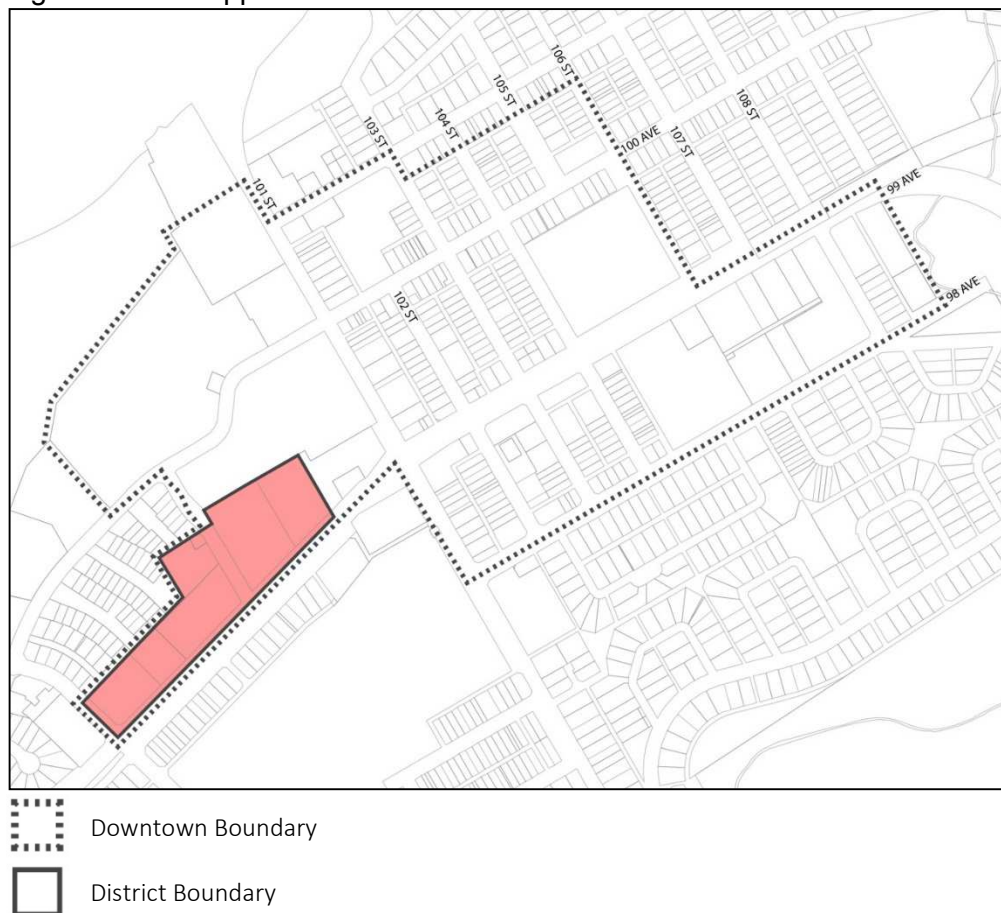 106 ST
105 ST
104 ST
103 ST
108 ST
107 ST
100 AVE
101 ST
99 AVE
98 AVE
102 ST
Downtown Boundary
District Boundary